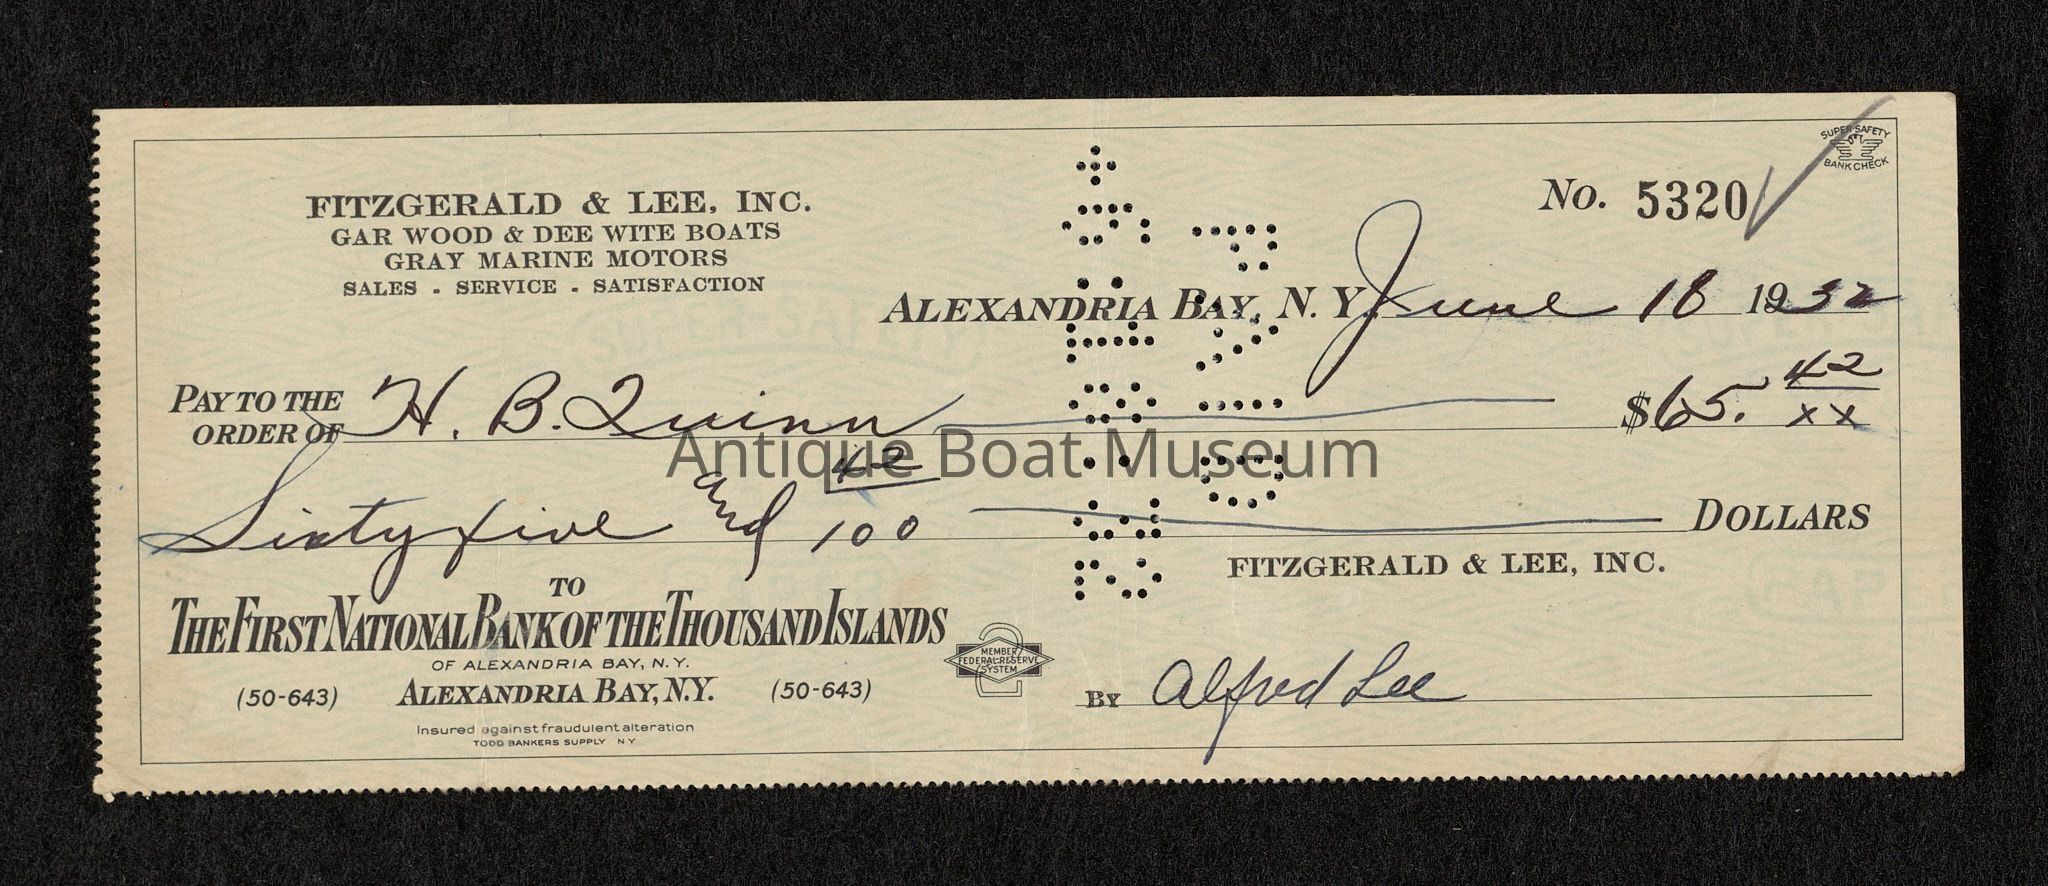 FITZGERALD & LEE, INC.
GAR WOOD & DEE WITE BOATS
GRAY MARINE MOTORS
SALES . SERVICE . SATISFACTION
SUPER-SAFETY
BANK CHECK
No. 5320
ALEXANDRIA BAY, N. Y. June 18 1932
PAY TO THE
ORDER OF H. B. Quinn $65. 42/xx
Antique Boat Museum
Sixty five and 42/100 DOLLARS
FITZGERALD & LEE, INC.
TO
THE FIRST NATIONAL BANK OF THE THOUSAND ISLANDS
OF ALEXANDRIA BAY, N.Y.
(50-643) ALEXANDRIA BAY, N.Y. (50-643)
MEMBER
FEDERAL RESERVE
SYSTEM
BY Alfred Lee
Insured against fraudulent alteration
TODD BANKERS SUPPLY NY